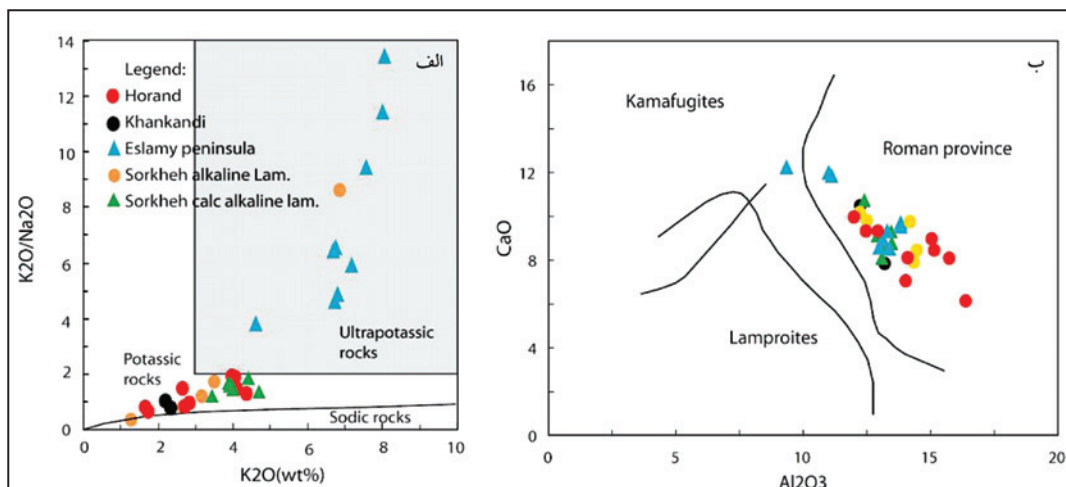 الف
14
12
10
8
6
4
2
0
K2O/Na2O
Legend:
Horand
Khankandi
Eslamy peninsula
Sorkheh alkaline Lam.
Sorkheh calc alkaline lam.
Ultrapotassic
rocks
Potassic
rocks
Sodic rocks
0 2 4 6 8 10
K2O(wt%)
ب
16
12
8
4
0
CaO
Kamafugites
Roman province
Lamproites
0 5 10 15 20
Al2O3